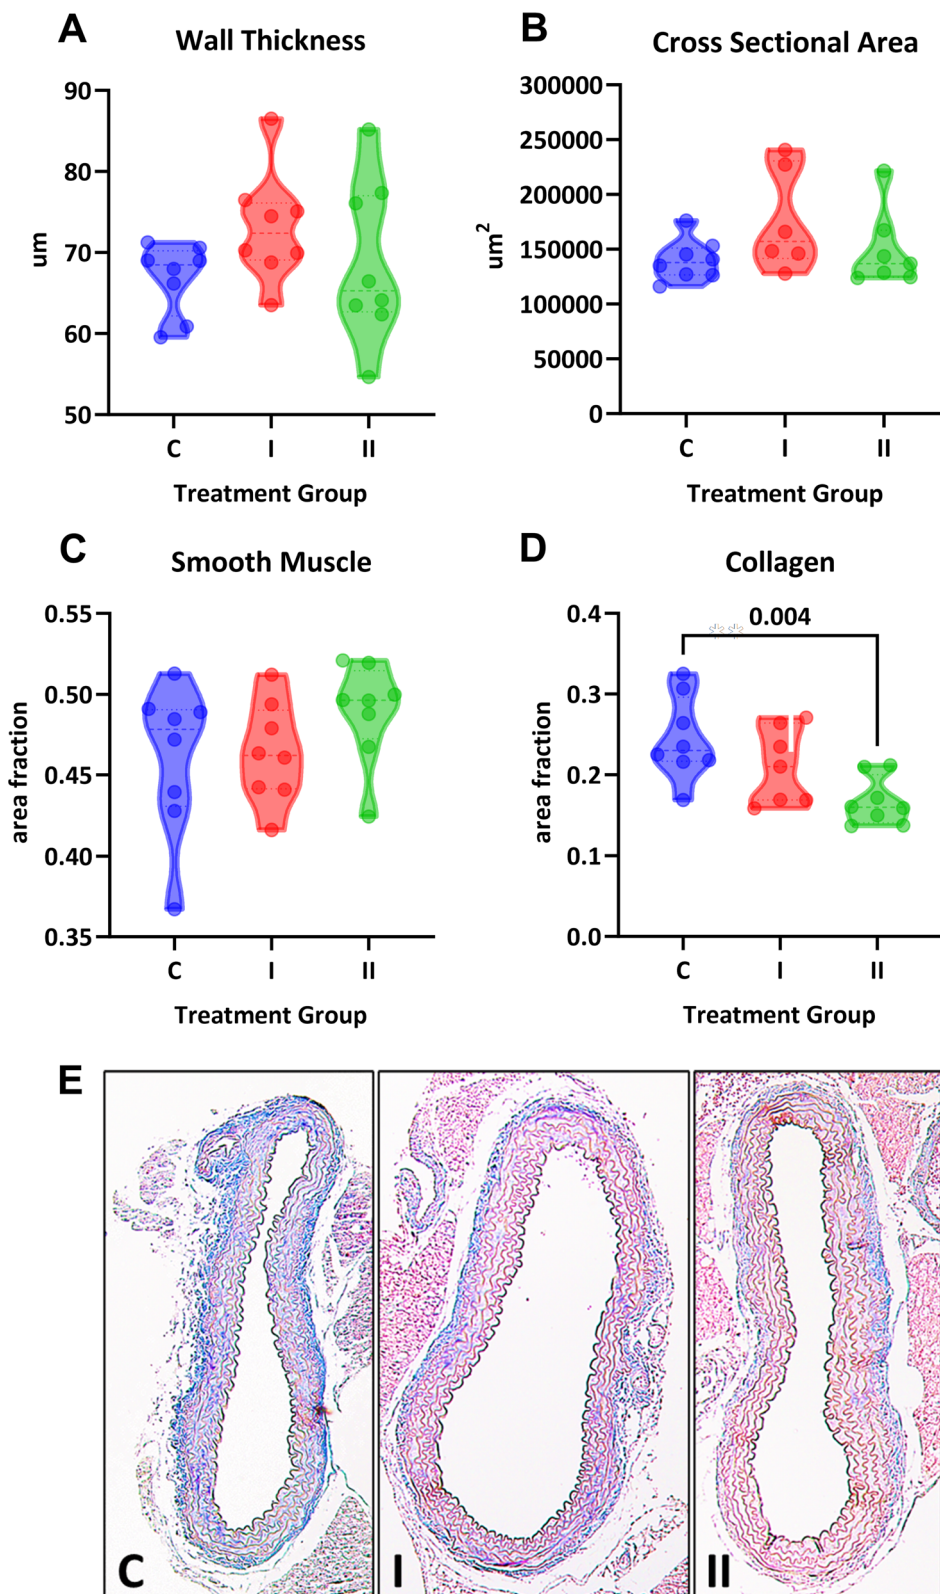 A
Wall Thickness
90
80
70
60
50
um
C I II
Treatment Group
B
Cross Sectional Area
300000
250000
200000
150000
100000
50000
0
um²
C I II
Treatment Group
C
Smooth Muscle
0.55
0.50
0.45
0.40
0.35
area fraction
C I II
Treatment Group
D
Collagen
0.4
0.3
0.2
0.1
0.0
area fraction
0.004
C I II
Treatment Group
E
C
I
II